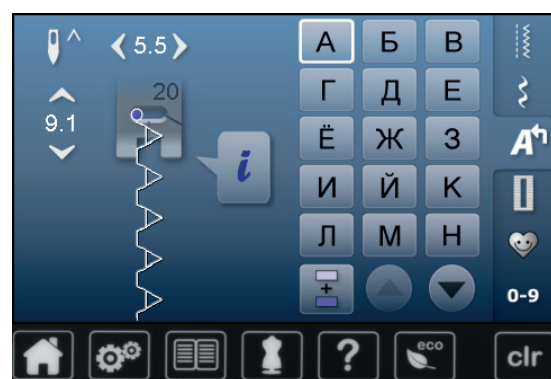 5.5
20
9.1
i
А Б В
Г Д Е
Ё Ж З
И Й К
Л М Н
+
A
0-9
?
eco
clr